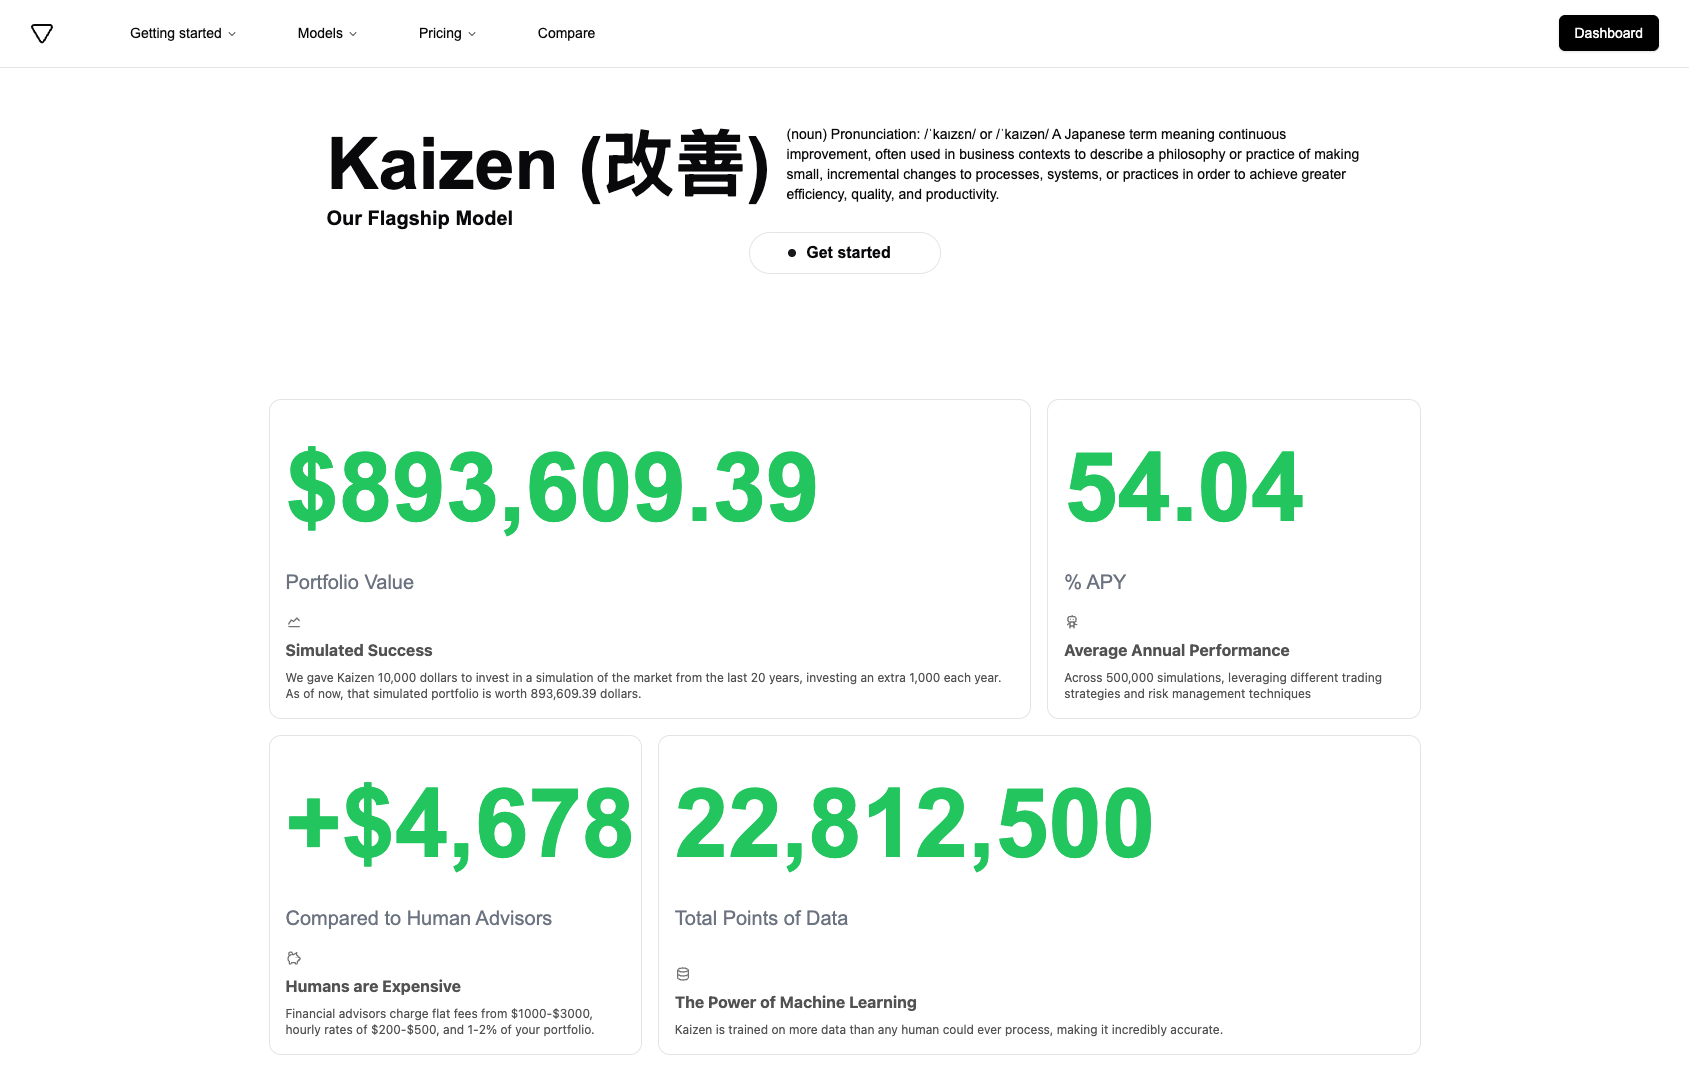 Getting started
Models
Pricing
Compare
Dashboard
Kaizen (改善)
Our Flagship Model
(noun) Pronunciation: /ˈkaɪzɛn/ or /ˈkaɪzən/ A Japanese term meaning continuous
improvement, often used in business contexts to describe a philosophy or practice of making
small, incremental changes to processes, systems, or practices in order to achieve greater
efficiency, quality, and productivity.
Get started
$893,609.39
Portfolio Value
Simulated Success
We gave Kaizen 10,000 dollars to invest in a simulation of the market from the last 20 years, investing an extra 1,000 each year.
As of now, that simulated portfolio is worth 893,609.39 dollars.
54.04
% APY
Average Annual Performance
Across 500,000 simulations, leveraging different trading
strategies and risk management techniques
+$4,678
Compared to Human Advisors
Humans are Expensive
Financial advisors charge flat fees from $1000-$3000,
hourly rates of $200-$500, and 1-2% of your portfolio.
22,812,500
Total Points of Data
The Power of Machine Learning
Kaizen is trained on more data than any human could ever process, making it incredibly accurate.